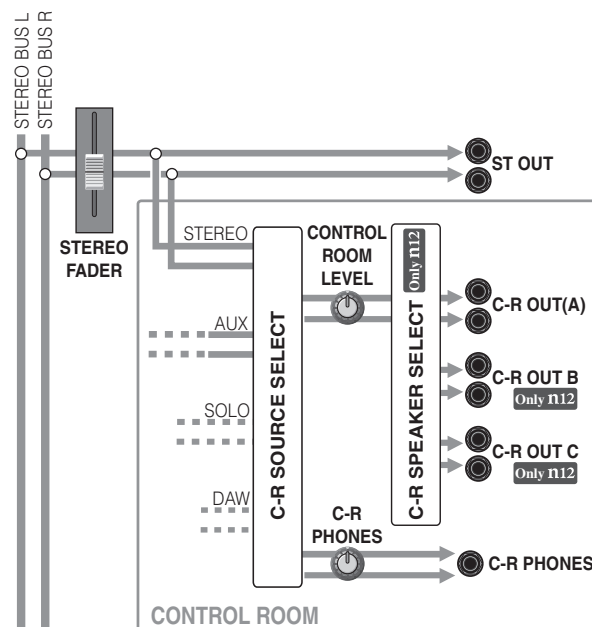 STEREO BUS L
STEREO BUS R
ST OUT
STEREO
FADER
STEREO
CONTROL
ROOM
LEVEL
Only n12
C-R OUT(A)
AUX
C-R SOURCE SELECT
C-R SPEAKER SELECT
C-R OUT B
Only n12
SOLO
C-R OUT C
Only n12
DAW
C-R
PHONES
C-R PHONES
CONTROL ROOM